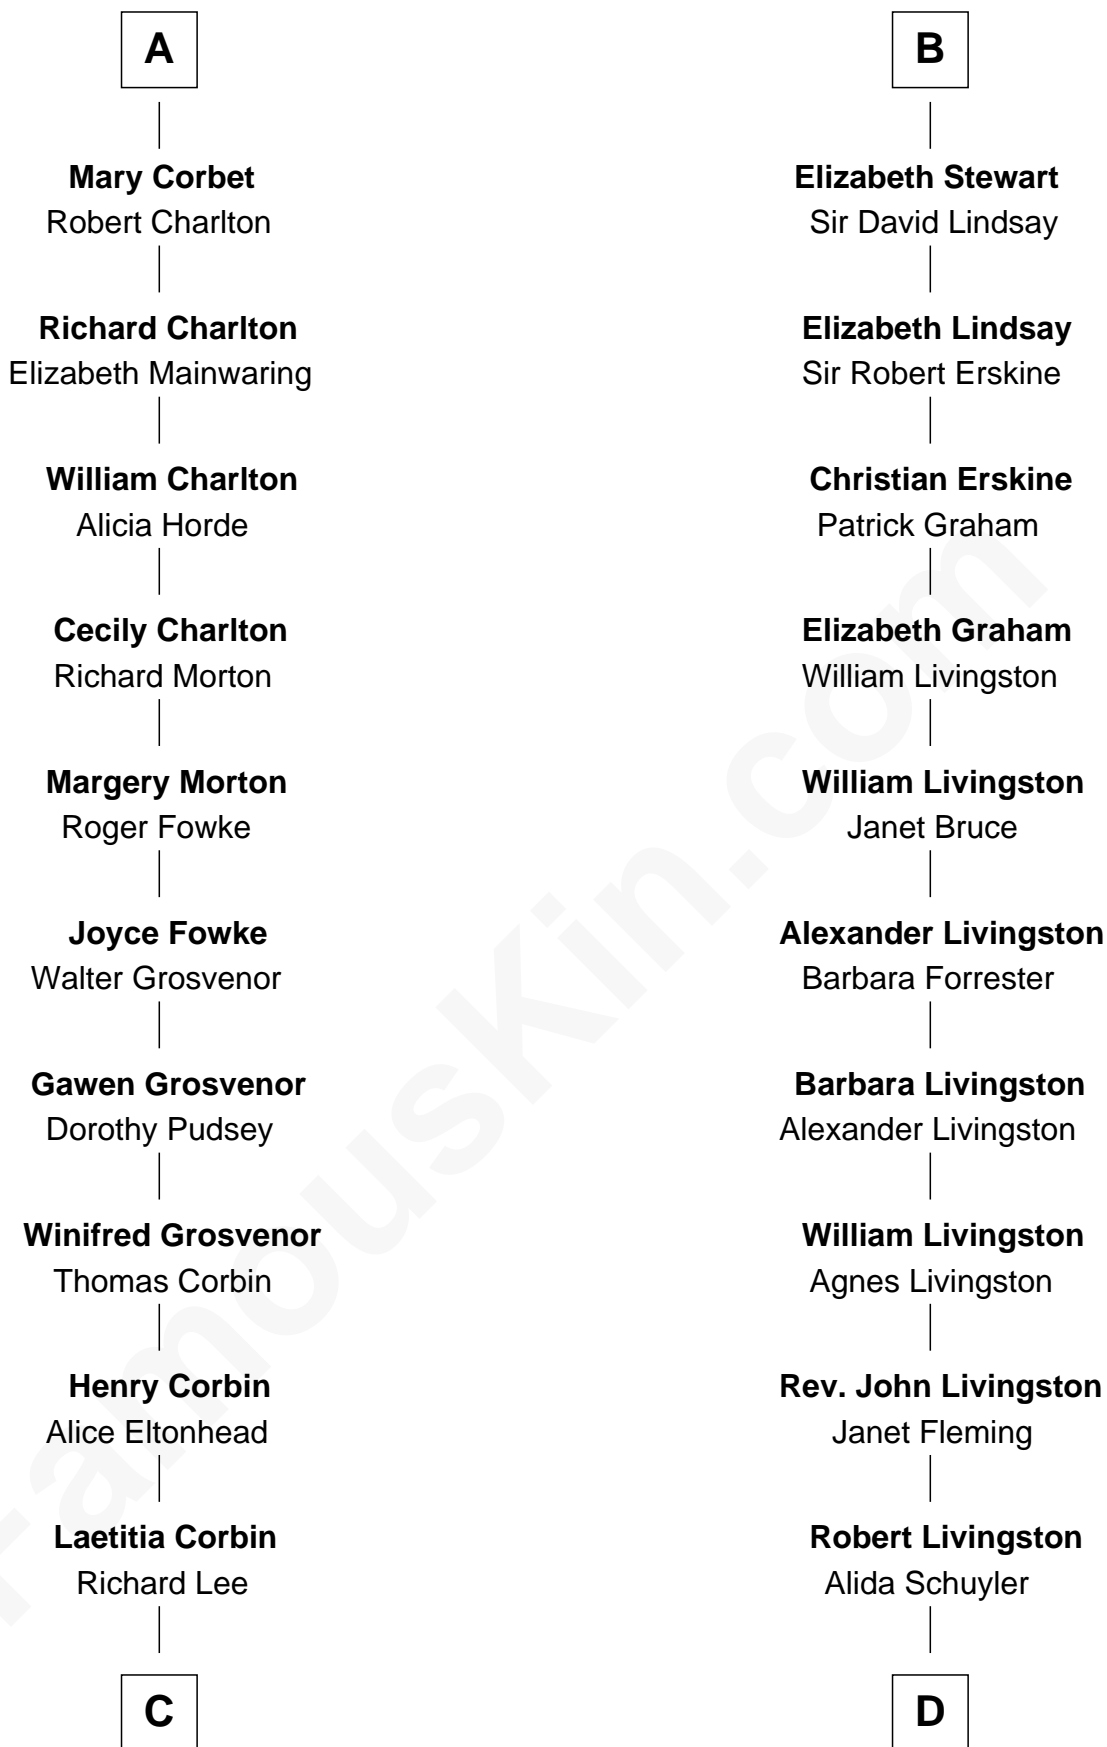 A
Mary Corbet
Robert Charlton
Richard Charlton
Elizabeth Mainwaring
William Charlton
Alicia Horde
Cecily Charlton
Richard Morton
Margery Morton
Roger Fowke
Joyce Fowke
Walter Grosvenor
Gawen Grosvenor
Dorothy Pudsey
Winifred Grosvenor
Thomas Corbin
Henry Corbin
Alice Eltonhead
Laetitia Corbin
Richard Lee
C
B
Elizabeth Stewart
Sir David Lindsay
Elizabeth Lindsay
Sir Robert Erskine
Christian Erskine
Patrick Graham
Elizabeth Graham
William Livingston
William Livingston
Janet Bruce
Alexander Livingston
Barbara Forrester
Barbara Livingston
Alexander Livingston
William Livingston
Agnes Livingston
Rev. John Livingston
Janet Fleming
Robert Livingston
Alida Schuyler
D
FamousKin.com